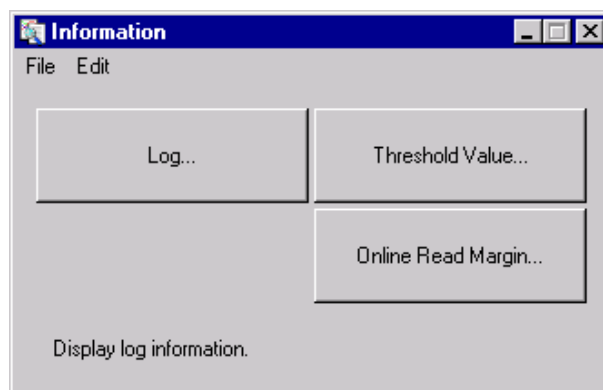 Information
File Edit
Log... Threshold Value...
Online Read Margin...
Display log information.